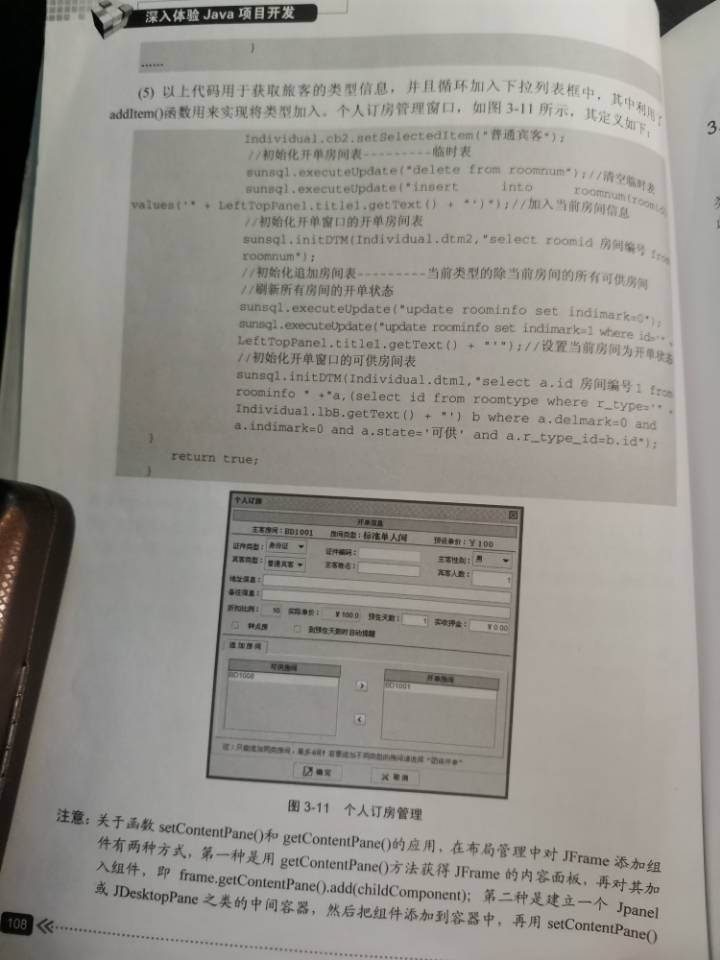 深入体验 Java 项目开发
}
......
(5) 以上代码用于获取旅客的类型信息，并且循环加入下拉列表框中，其中利用了
addItem()函数用来实现将类型加入。个人订房管理窗口，如图 3-11 所示，其定义如下：
Individual.cb2.setSelectedItem("普通宾客");
//初始化开单房间表---------临时表
sunsql.executeUpdate("delete from roomnum");//清空临时表
sunsql.executeUpdate("insert into roomnum(roomid)
values('" + LeftTopPanel.title1.getText() + "')");//加入当前房间信息
//初始化开单窗口的开单房间表
sunsql.initDTM(Individual.dtm2,"select roomid 房间编号 from
roomnum");
//初始化追加房间表---------当前类型的除当前房间的所有可供房间
//刷新所有房间的开单状态
sunsql.executeUpdate("update roominfo set indimark=0");
sunsql.executeUpdate("update roominfo set indimark=1 where id='" +
LeftTopPanel.title1.getText() + "'");//设置当前房间为开单状态
//初始化开单窗口的可供房间表
sunsql.initDTM(Individual.dtm1,"select a.id 房间编号1 from
roominfo " +"a,(select id from roomtype where r_type='" +
Individual.lbB.getText() + "') b where a.delmark=0 and
a.indimark=0 and a.state='可供' and a.r_type_id=b.id");
}
return true;
}
个人订房
开单信息
主客房间：BD1001 房间类型：标准单人间 预设单价：￥100
证件类型：身份证 证件编码： 主客性别：男
宾客类型：普通宾客 主客姓名： 宾客人数：1
地址信息：
备注信息：
折扣比例：10 实际单价：￥100.0 预住天数：1 实收押金：￥0.00
钟点房 到预住天数时自动提醒
追加房间
可供房间 开单房间
BD1008 BD1001
确定 取消
图 3-11 个人订房管理
注意：关于函数 setContentPane()和 getContentPane()的应用，在布局管理中对 JFrame 添加组
件有两种方式，第一种是用 getContentPane()方法获得 JFrame 的内容面板，再对其加
入组件，即 frame.getContentPane().add(childComponent)；第二种是建立一个 Jpanel
或 JDesktopPane 之类的中间容器，然后把组件添加到容器中，再用 setContentPane()
108